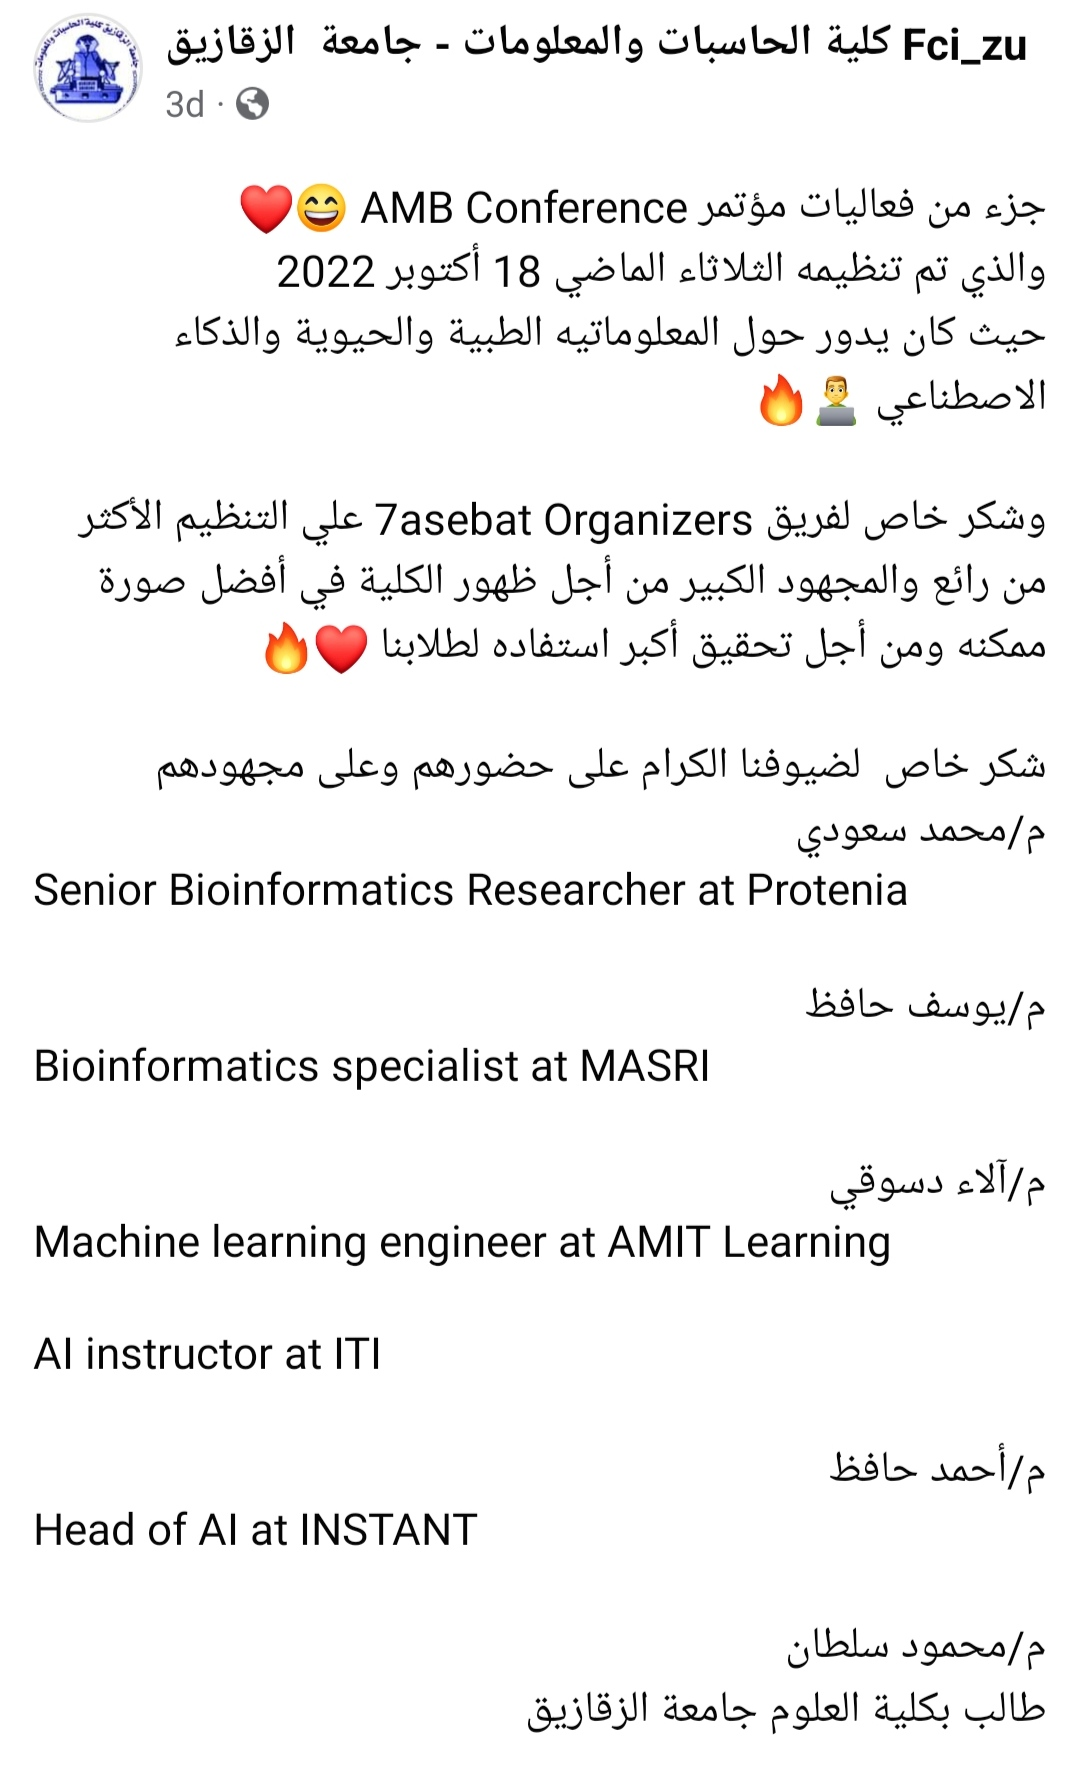 Fci_zu كلية الحاسبات والمعلومات - جامعة الزقازيق
3d ·
جزء من فعاليات مؤتمر AMB Conference 😄❤️
والذي تم تنظيمه الثلاثاء الماضي 18 أكتوبر 2022
حيث كان يدور حول المعلوماتيه الطبية والحيوية والذكاء
الاصطناعي 👨‍💻🔥
وشكر خاص لفريق 7asebat Organizers علي التنظيم الأكثر
من رائع والمجهود الكبير من أجل ظهور الكلية في أفضل صورة
ممكنه ومن أجل تحقيق أكبر استفاده لطلابنا ❤️🔥
شكر خاص لضيوفنا الكرام على حضورهم وعلى مجهودهم
م/محمد سعودي
Senior Bioinformatics Researcher at Protenia
م/يوسف حافظ
Bioinformatics specialist at MASRI
م/آلاء دسوقي
Machine learning engineer at AMIT Learning
AI instructor at ITI
م/أحمد حافظ
Head of AI at INSTANT
م/محمود سلطان
طالب بكلية العلوم جامعة الزقازيق